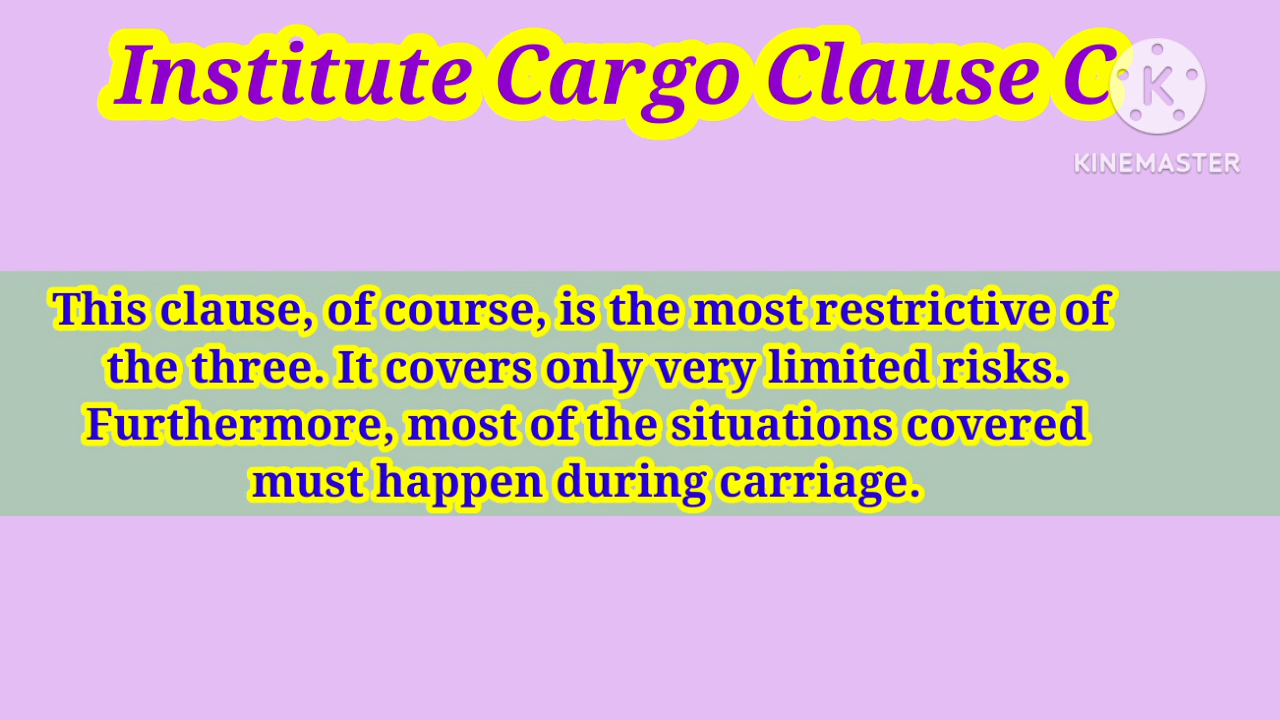 Institute Cargo Clause C
K
KINEMASTER
This clause, of course, is the most restrictive of
the three. It covers only very limited risks.
Furthermore, most of the situations covered
must happen during carriage.